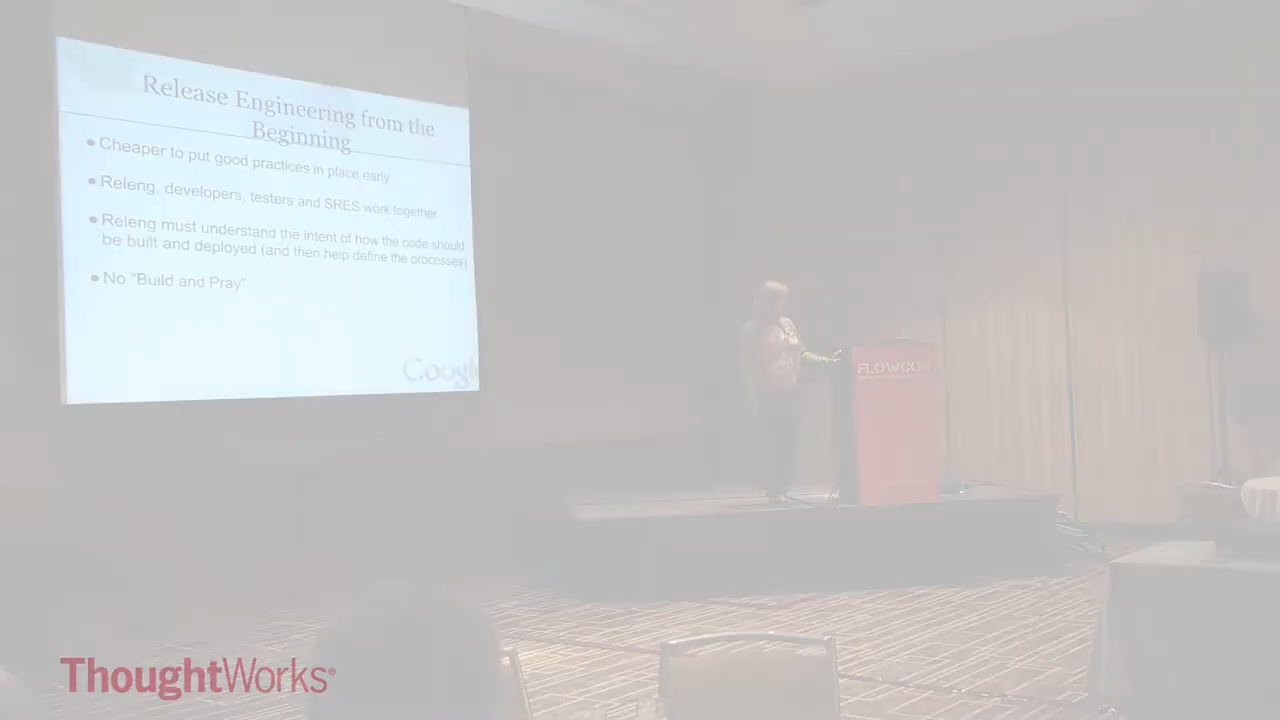 Release Engineering from the
Beginning
● Cheaper to put good practices in place early
● Releng, developers, testers and SRES work together
● Releng must understand the intent of how the code should
be built and deployed (and then help define the processes)
● No "Build and Pray"
Google
FLOWCON
ThoughtWorks®